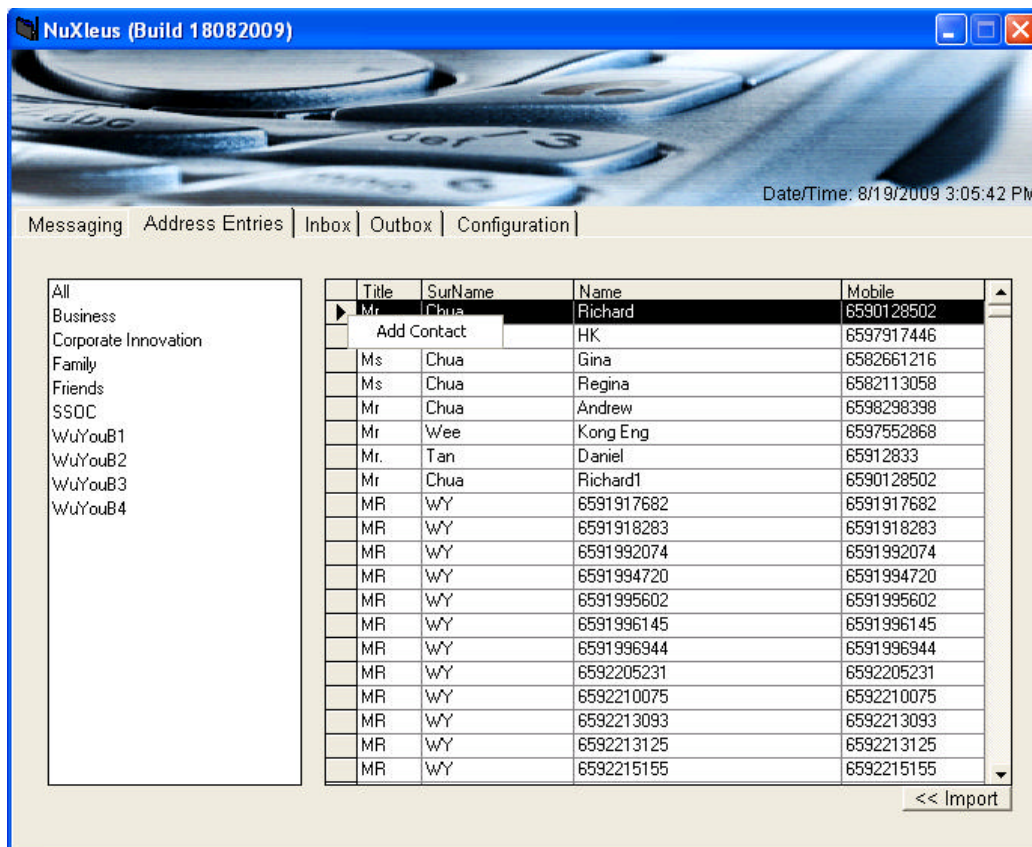 NuXleus (Build 18082009)
abc
def 3
6
Date/Time: 8/19/2009 3:05:42 PM
Messaging Address Entries Inbox Outbox Configuration
All
Business
Corporate Innovation
Family
Friends
SSOC
WuYouB1
WuYouB2
WuYouB3
WuYouB4
Title SurName Name Mobile
Mr Chua Richard 6590128502
Add Contact
HK 6597917446
Ms Chua Gina 6582661216
Ms Chua Regina 6582113058
Mr Chua Andrew 6598298398
Mr Wee Kong Eng 6597552868
Mr. Tan Daniel 65912833
Mr Chua Richard1 6590128502
MR WY 6591917682 6591917682
MR WY 6591918283 6591918283
MR WY 6591992074 6591992074
MR WY 6591994720 6591994720
MR WY 6591995602 6591995602
MR WY 6591996145 6591996145
MR WY 6591996944 6591996944
MR WY 6592205231 6592205231
MR WY 6592210075 6592210075
MR WY 6592213093 6592213093
MR WY 6592213125 6592213125
MR WY 6592215155 6592215155
<< Import